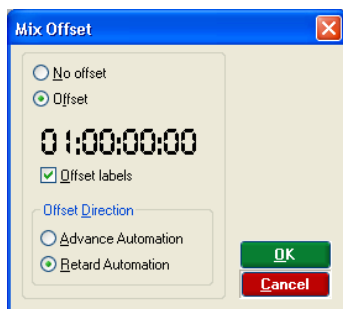 Mix Offset
No offset
Offset
01:00:00:00
Offset labels
Offset Direction
Advance Automation
Retard Automation
OK
Cancel